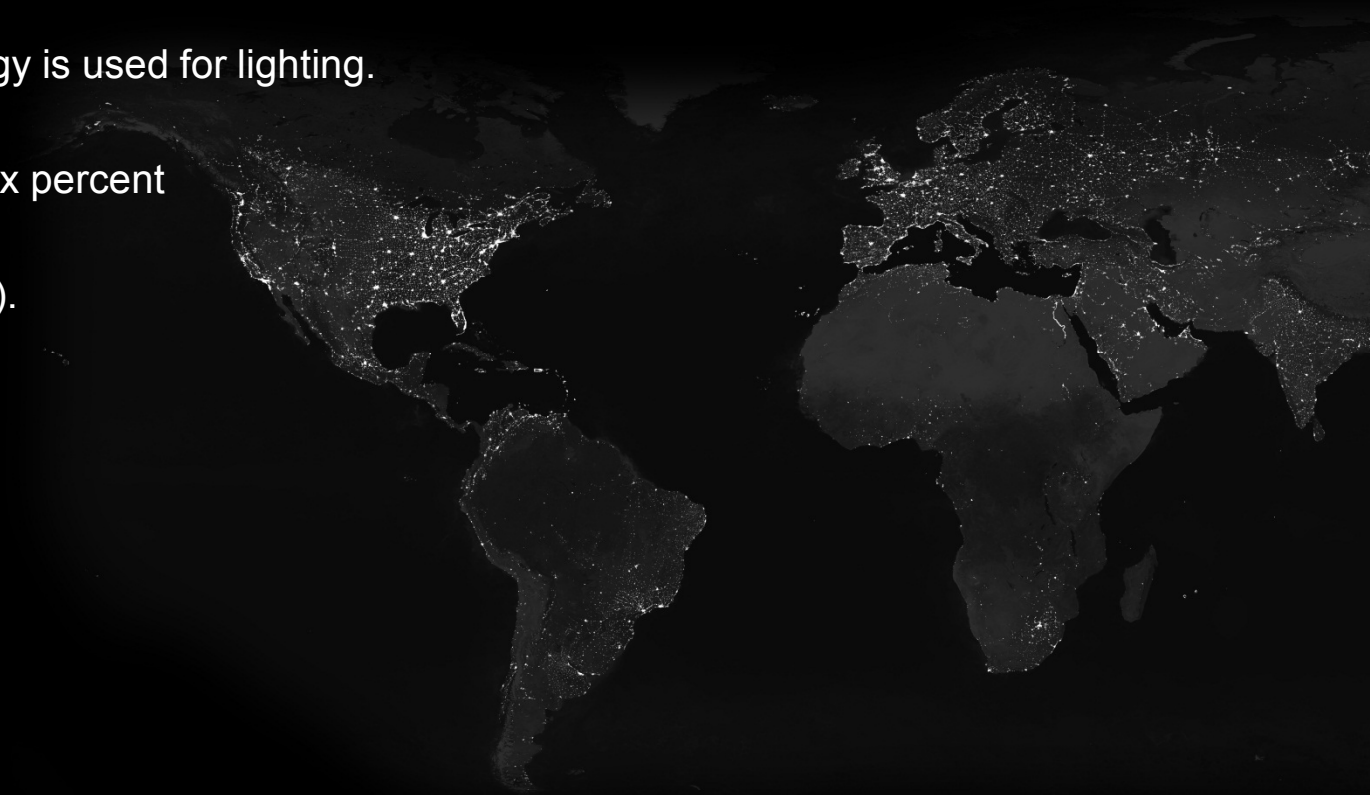 gy is used for lighting.
x percent
).